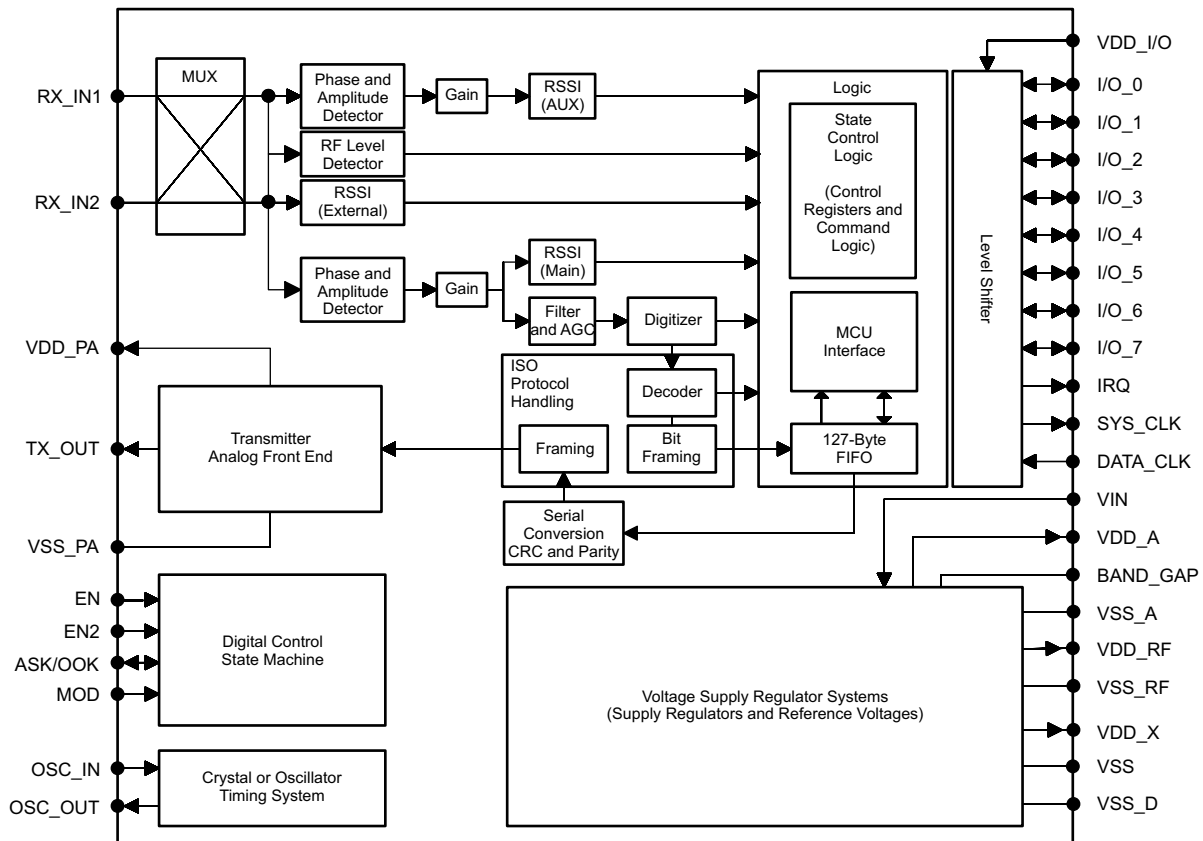 VDD_I/O
MUX
Phase and
Amplitude
Detector
Gain
RSSI
(AUX)
Logic
RX_IN1
I/O_0
I/O_1
I/O_2
I/O_3
I/O_4
I/O_5
I/O_6
I/O_7
State
Control
Logic
(Control
Registers and
Command
Logic)
RF Level
Detector
RX_IN2
RSSI
(External)
Level Shifter
RSSI
(Main)
Phase and
Amplitude
Detector
Gain
Filter
and AGC
Digitizer
MCU
Interface
VDD_PA
ISO
Protocol
Handling
Decoder
IRQ
Transmitter
Analog Front End
TX_OUT
Framing
Bit
Framing
127-Byte
FIFO
SYS_CLK
DATA_CLK
VIN
Serial
Conversion
CRC and Parity
VSS_PA
VDD_A
BAND_GAP
VSS_A
VDD_RF
VSS_RF
VDD_X
VSS
VSS_D
EN
EN2
ASK/OOK
MOD
Digital Control
State Machine
Voltage Supply Regulator Systems
(Supply Regulators and Reference Voltages)
OSC_IN
OSC_OUT
Crystal or Oscillator
Timing System